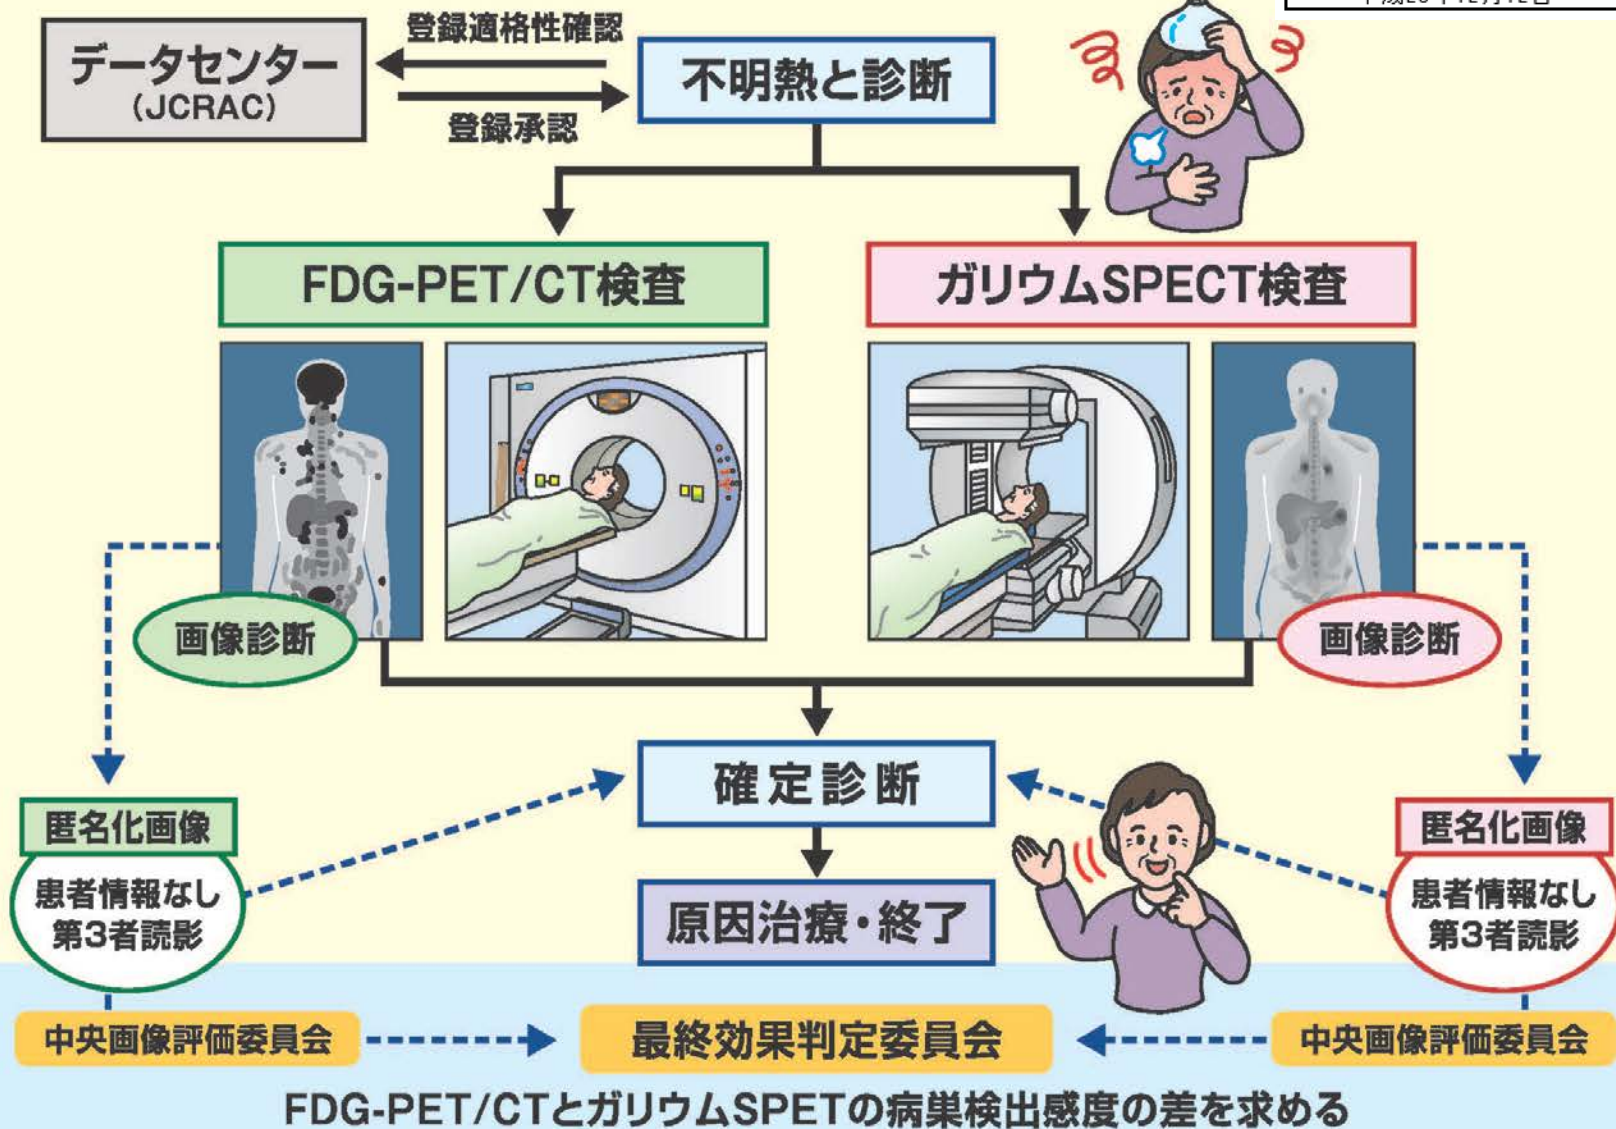 データセンター
(JCRAC)
登録適格性確認
登録承認
不明熱と診断
FDG-PET/CT検査
ガリウムSPECT検査
画像診断
画像診断
確定診断
匿名化画像
患者情報なし
第3者読影
匿名化画像
患者情報なし
第3者読影
原因治療・終了
中央画像評価委員会
最終効果判定委員会
中央画像評価委員会
FDG-PET/CTとガリウムSPETの病巣検出感度の差を求める